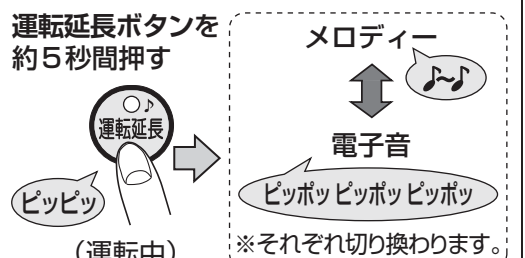 運転延長ボタンを
約5秒間押す
♪
運転延長
ピッピッ
(運転中)
メロディー
♪~♪
電子音
ピッポッ ピッポッ ピッポッ
※それぞれ切り換わります。